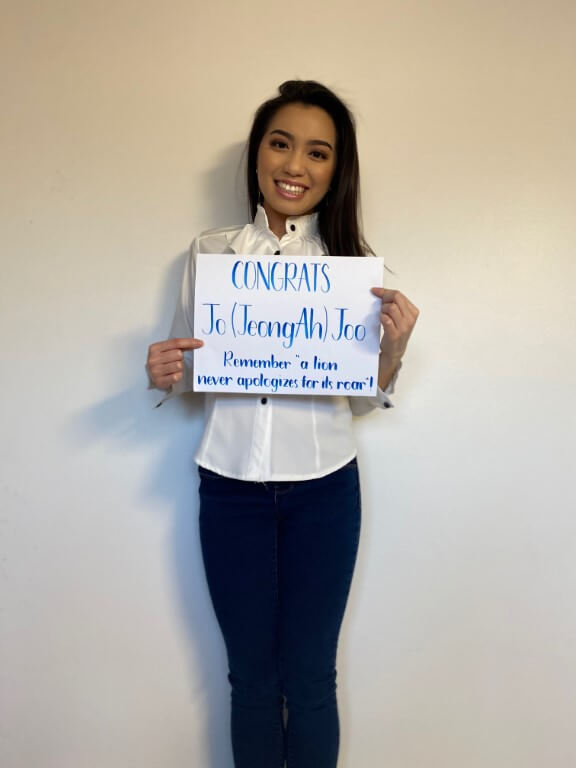 CONGRATS
Jo (JeongAh) Joo
Remember "a lion
never apologizes for its roar"!